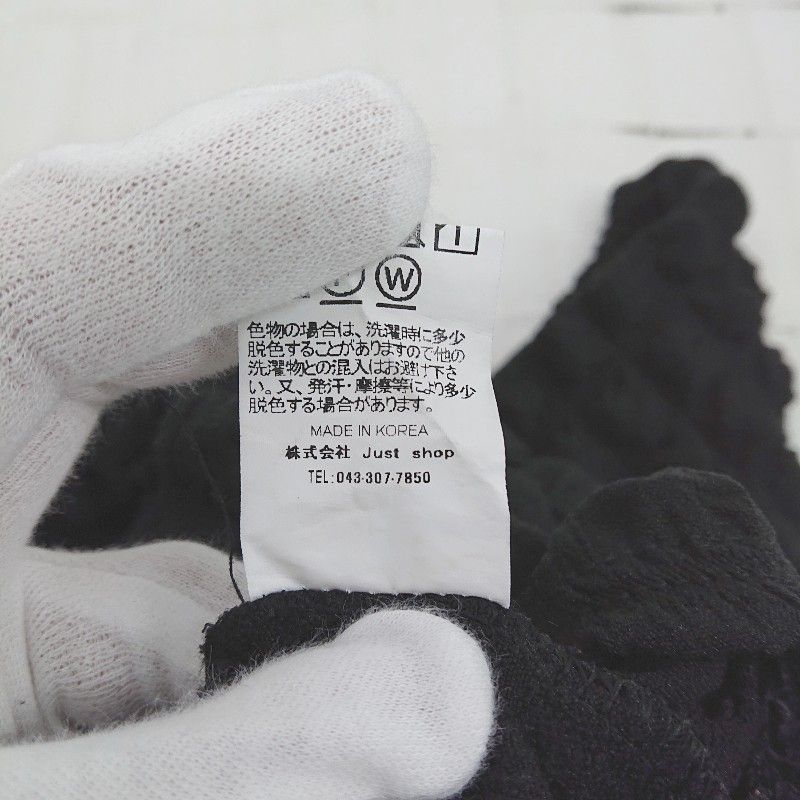 W
色物の場合は、洗濯時に多少
脱色することがありますので他の
洗濯物との混入はお避け下さ
い。又、発汗・摩擦等により多少
脱色する場合があります。
MADE IN KOREA
株式会社 Just shop
TEL:043-307-7850